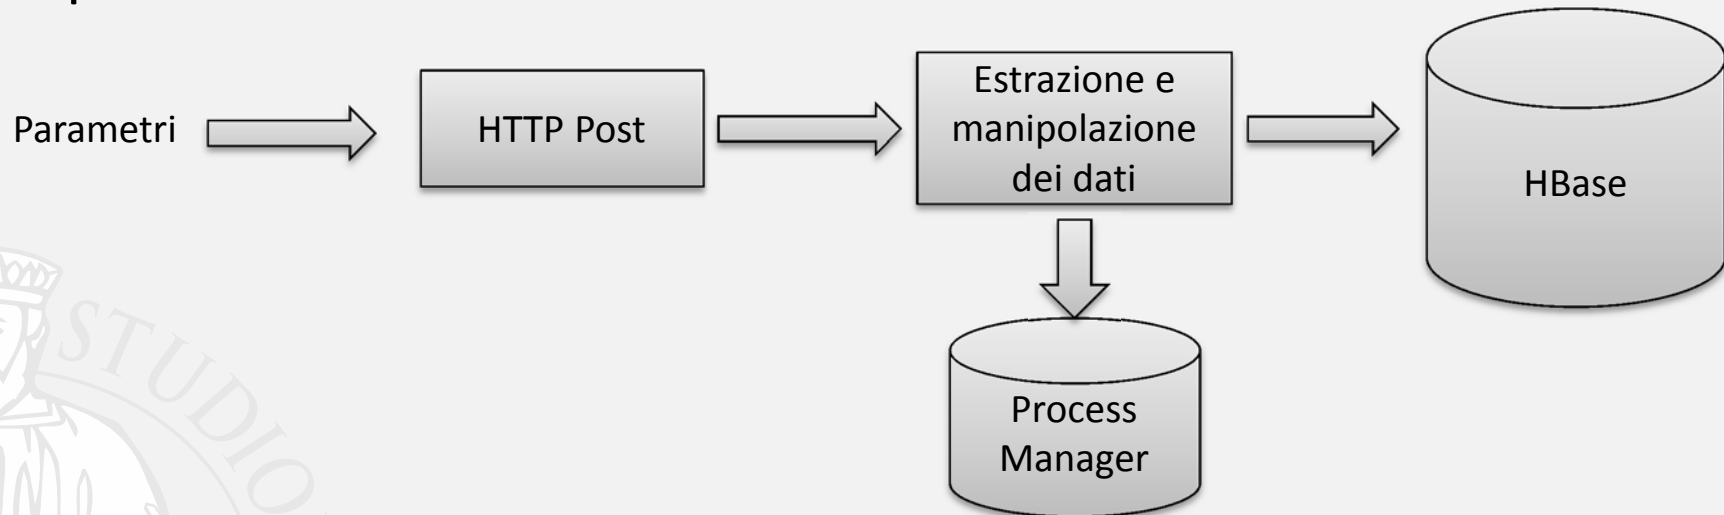 Parametri
HTTP Post
Estrazione e
manipolazione
dei dati
HBase
Process
Manager
STUDIO